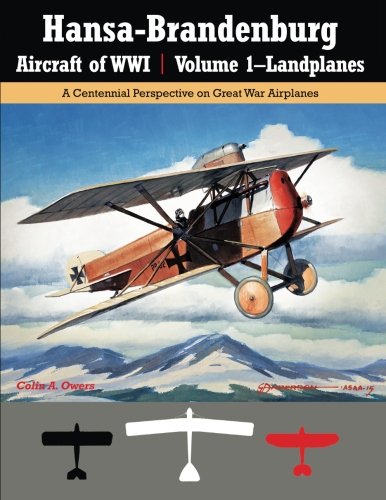 Hansa-Brandenburg
Aircraft of WWI | Volume 1–Landplanes
A Centennial Perspective on Great War Airplanes
Colin A. Owers